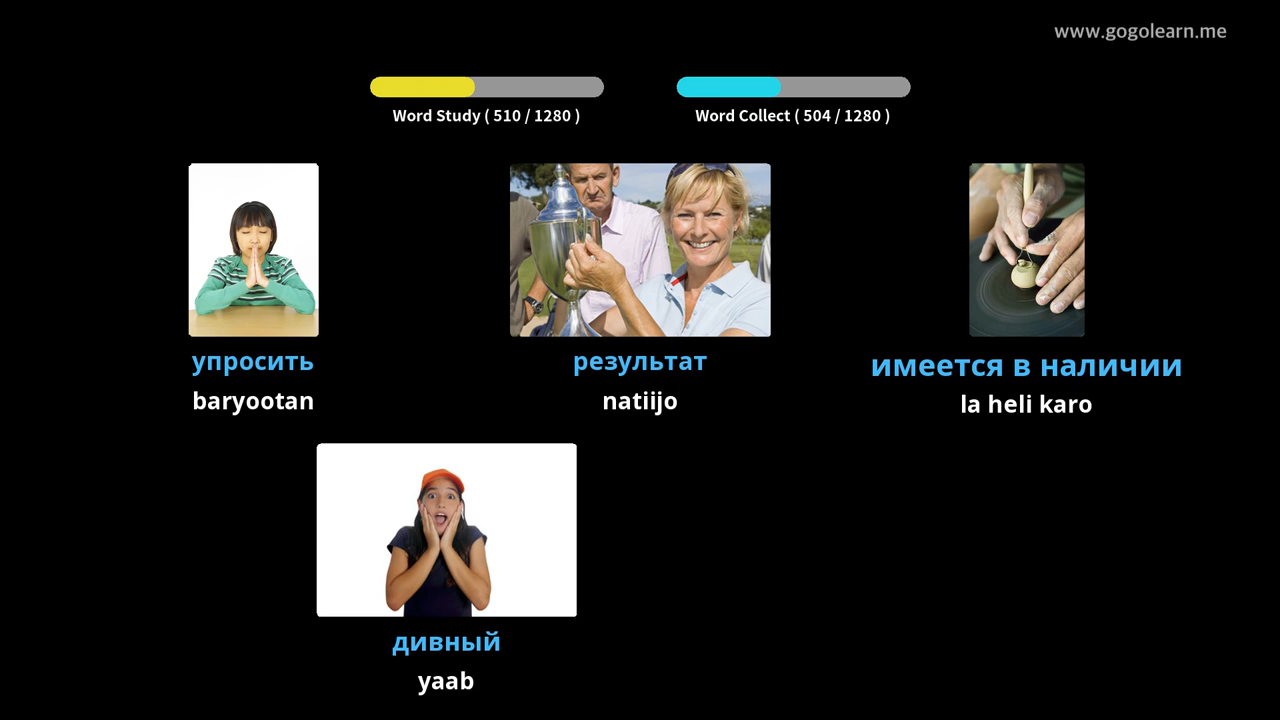 www.gogolearn.me
Word Study ( 510 / 1280 )
Word Collect ( 504 / 1280 )
упросить
baryootan
результат
natiijo
имеется в наличии
la heli karo
дивный
yaab